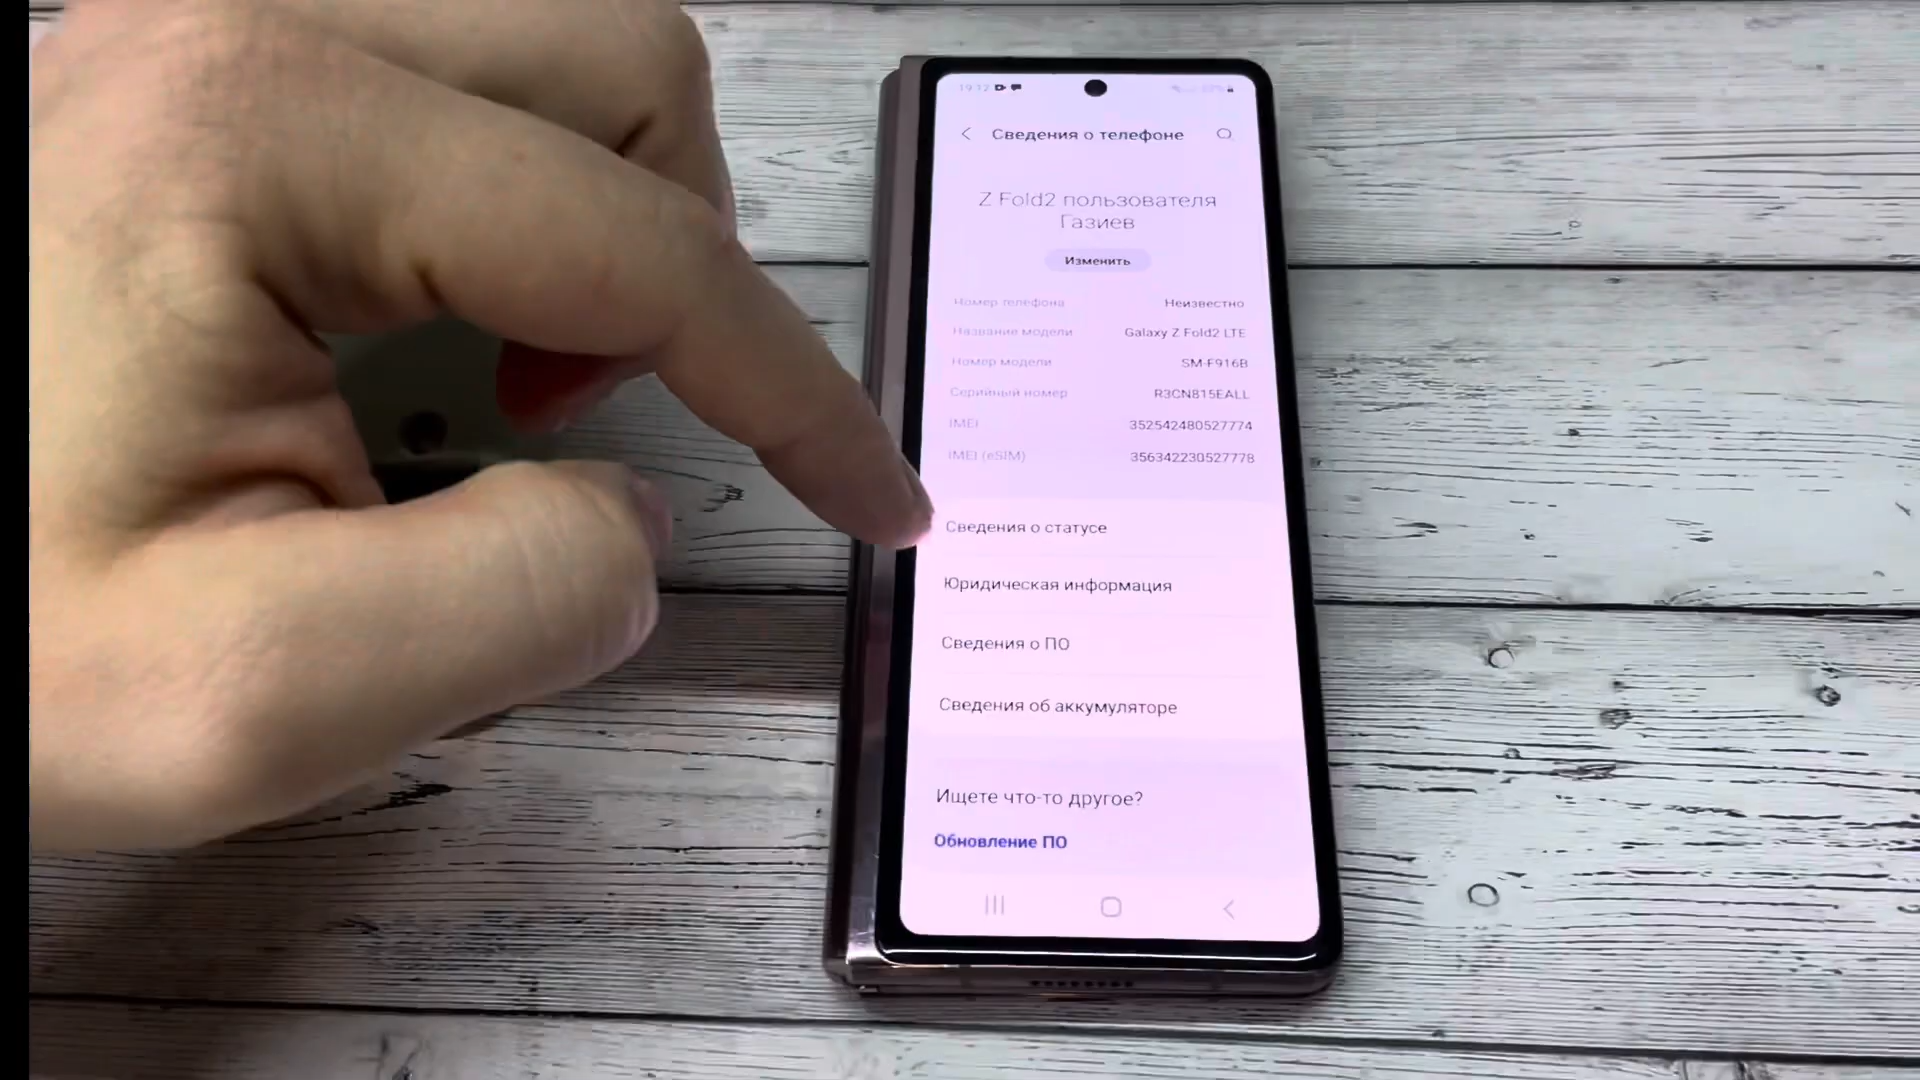 19:12
Сведения о телефоне
Z Fold2 пользователя
Газиев
Изменить
Номер телефона Неизвестно
Название модели Galaxy Z Fold2 LTE
Номер модели SM-F916B
Серийный номер R3CN815EALL
IMEI 352542480527774
IMEI (eSIM) 356342230527778
Сведения о статусе
Юридическая информация
Сведения о ПО
Сведения об аккумуляторе
Ищете что-то другое?
Обновление ПО